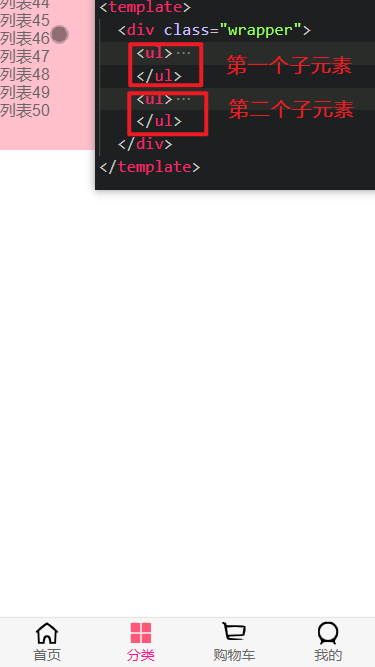 列表44
列表45
列表46
列表47
列表48
列表49
列表50
<template>
<div class="wrapper">
<ul>…
</ul>
第一个子元素
<ul>…
</ul>
第二个子元素
</div>
</template>
首页
分类
购物车
我的